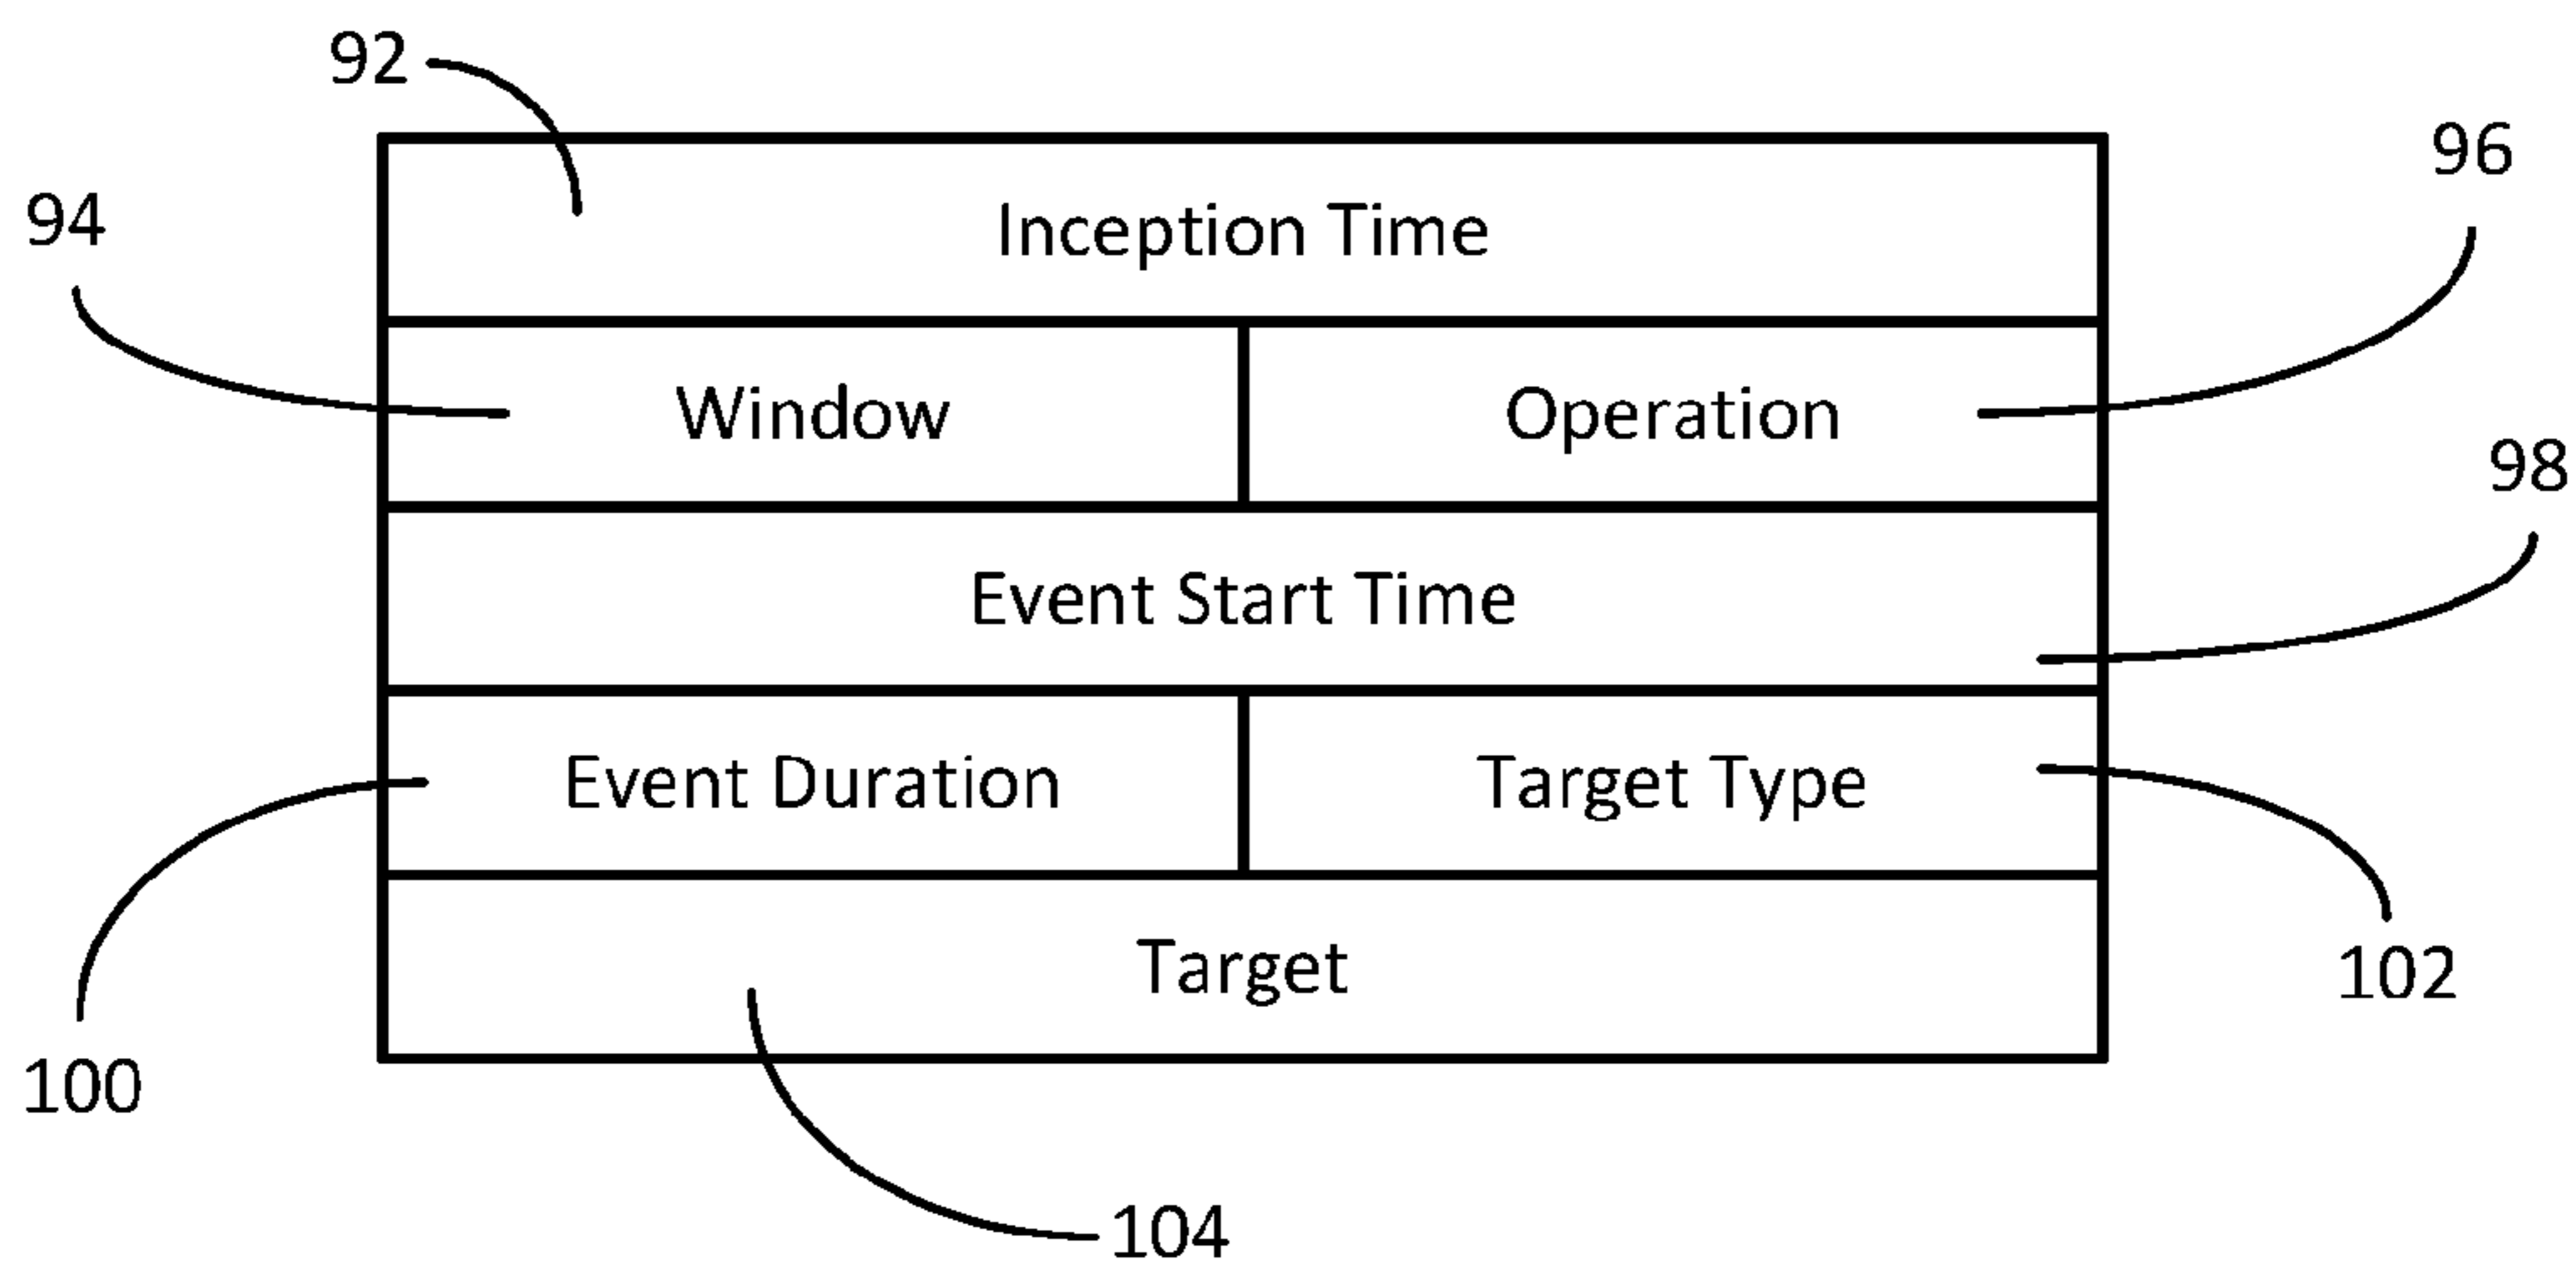 92
96
94
Inception Time
Window
Operation
98
Event Start Time
Event Duration
Target Type
Target
102
100
104